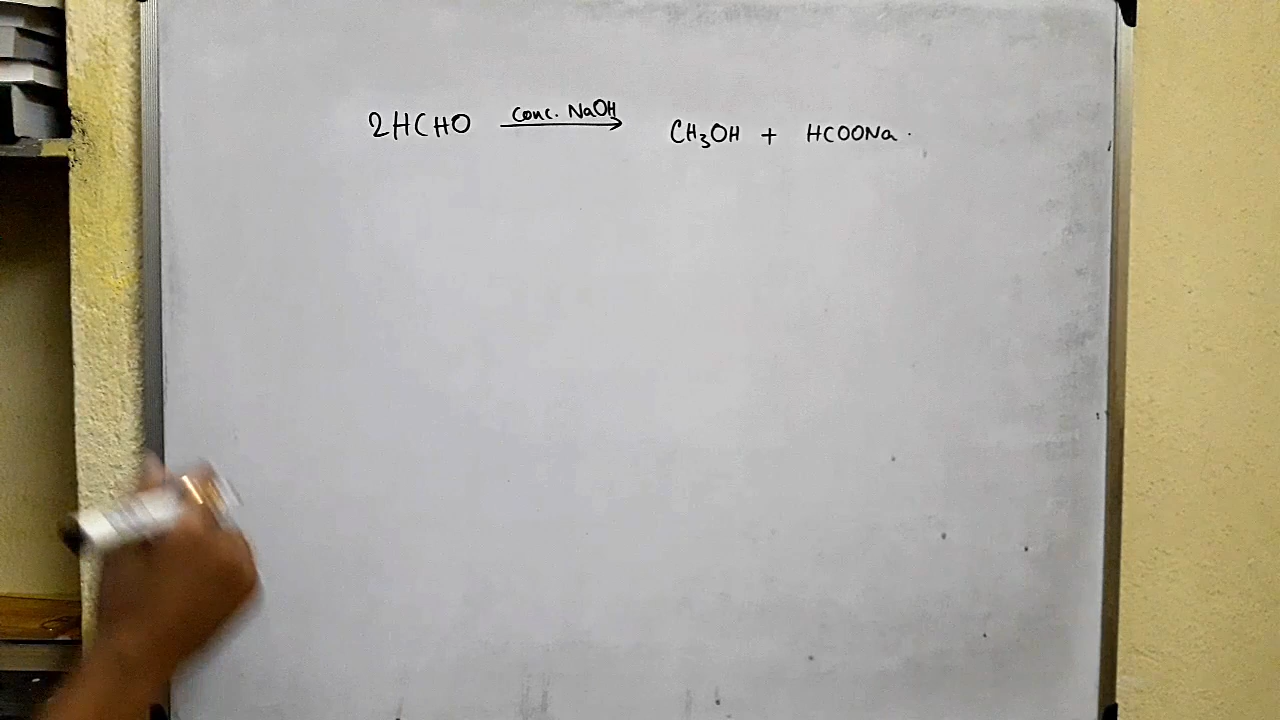 2HCHO conc. NaOH → CH₃OH + HCOONa.